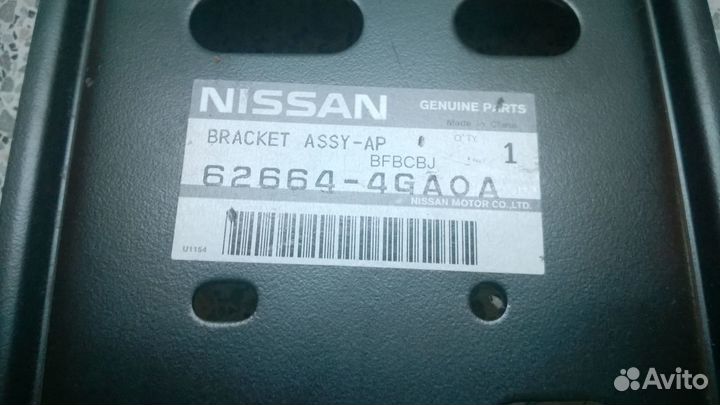 NISSAN
GENUINE PARTS
Made in China
BRACKET ASSY-AP
Q'TY
1
BFBCBJ
62664-4GA0A
NISSAN MOTOR CO.,LTD.
U1154
Avito